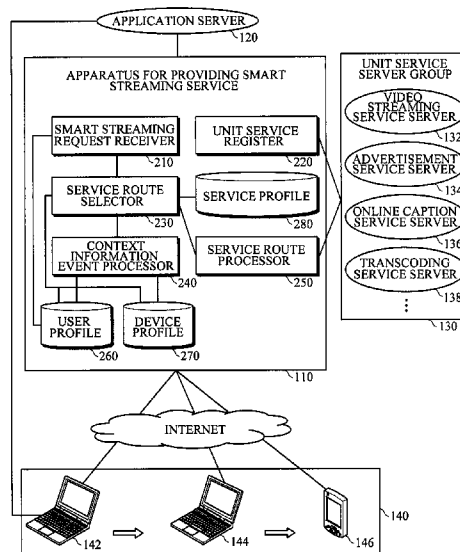 APPLICATION SERVER
120
APPARATUS FOR PROVIDING SMART
STREAMING SERVICE
SMART STREAMING
REQUEST RECEIVER
210
UNIT SERVICE
REGISTER
220
SERVICE ROUTE
SELECTOR
230
SERVICE PROFILE
280
CONTEXT
INFORMATION
EVENT PROCESSOR
240
SERVICE ROUTE
PROCESSOR
250
USER
PROFILE
260
DEVICE
PROFILE
270
110
UNIT SERVICE
SERVER GROUP
VIDEO
STREAMING
SERVICE SERVER
132
ADVERTISEMENT
SERVICE SERVER
134
ONLINE CAPTION
SERVICE SERVER
136
TRANSCODING
SERVICE SERVER
138
130
INTERNET
140
142
144
146